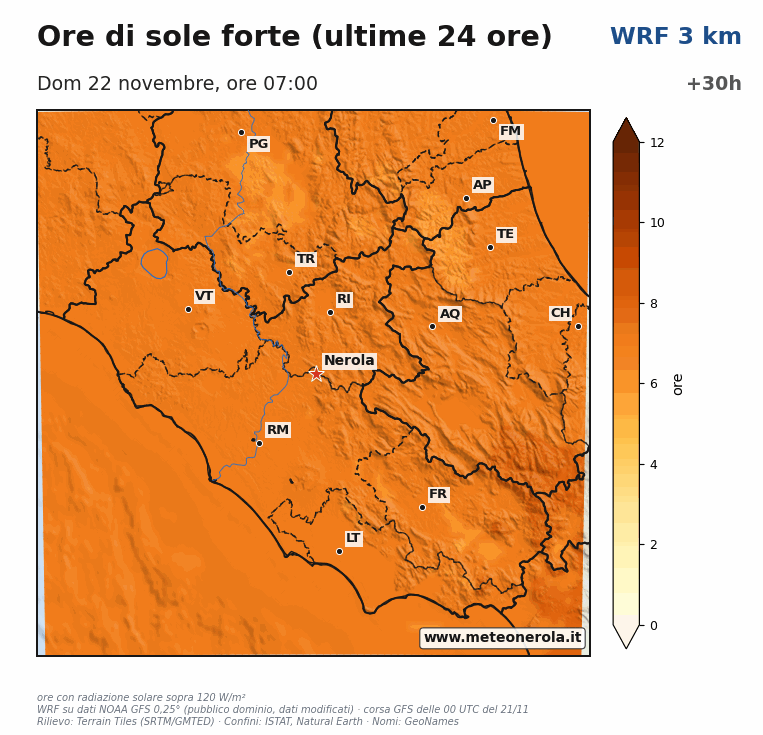 Ore di sole forte (ultime 24 ore)
WRF 3 km
Dom 22 novembre, ore 07:00
+30h
FM
PG
AP
TE
TR
VT
RI
AQ
CH
Nerola
RM
FR
LT
www.meteonerola.it
12
10
8
6
4
2
0
ore
ore con radiazione solare sopra 120 W/m²
WRF su dati NOAA GFS 0,25° (pubblico dominio, dati modificati) · corsa GFS delle 00 UTC del 21/11
Rilievo: Terrain Tiles (SRTM/GMTED) · Confini: ISTAT, Natural Earth · Nomi: GeoNames